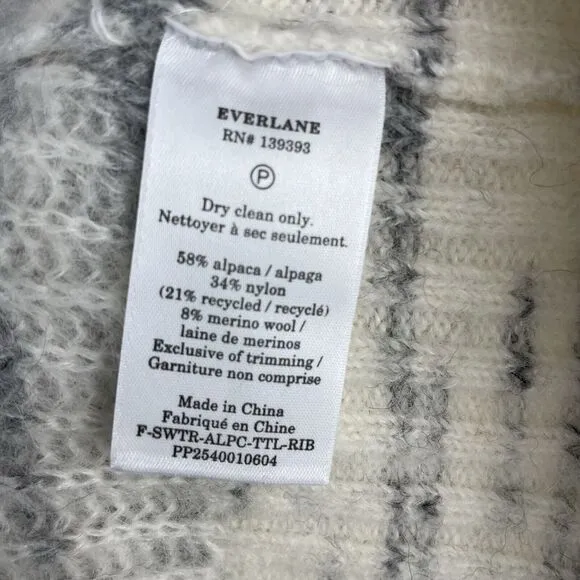 EVERLANE
RN# 139393
P
Dry clean only.
Nettoyer à sec seulement.
58% alpaca / alpaga
34% nylon
(21% recycled / recyclé)
8% merino wool /
laine de merinos
Exclusive of trimming /
Garniture non comprise
Made in China
Fabriqué en Chine
F-SWTR-ALPC-TTL-RIB
PP2540010604